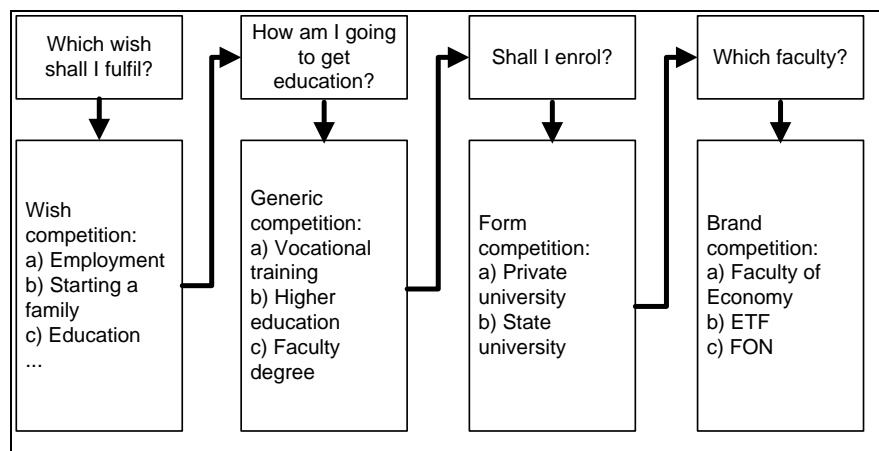 Which wish
shall I fulfil?
How am I going
to get
education?
Shall I enrol?
Which faculty?
Wish
competition:
a) Employment
b) Starting a
family
c) Education
...
Generic
competition:
a) Vocational
training
b) Higher
education
c) Faculty
degree
Form
competition:
a) Private
university
b) State
university
Brand
competition:
a) Faculty of
Economy
b) ETF
c) FON